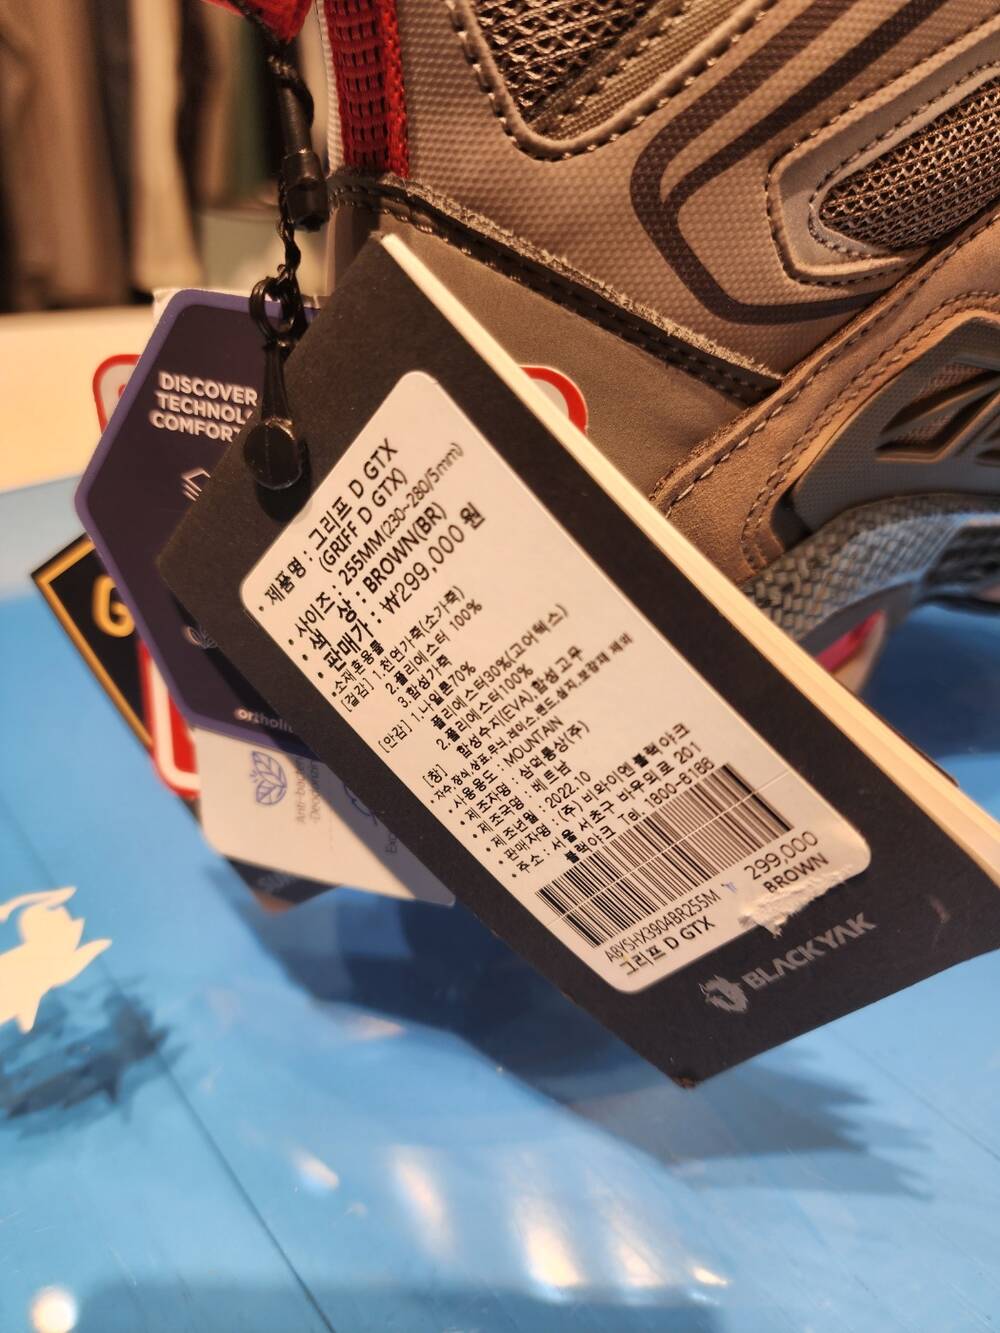 DISCOVER
TECHNOL
COMFOR
G
ortholi
• 제품명 : 그리프 D GTX
(GRIFF D GTX)
• 사이즈 : 255MM(230~280/5mm)
• 색 상 : BROWN(BR)
• 판매가 : ₩299,000 원
•소재혼용률
[겉감] 1.천연가죽(소가죽)
2.폴리에스터 100%
3.합성가죽
[안감] 1.나일론70%
폴리에스터30%(고어텍스)
2.폴리에스터100%
[창] 합성수지(EVA),합성고무
• 사용용도 : MOUNTAIN
• 제조자명 : 삼덕통상(주)
• 제조국명 : 베트남
• 제조년월 : 2022.10
• 판매자명 : (주) 비와이엔블랙야크
• 주소 : 서울 서초구 바우뫼로 201
블랙야크 Tel. 1800-6186
ABYSHX3904BR255M 299,000
그리프 D GTX BROWN
BLACKYAK